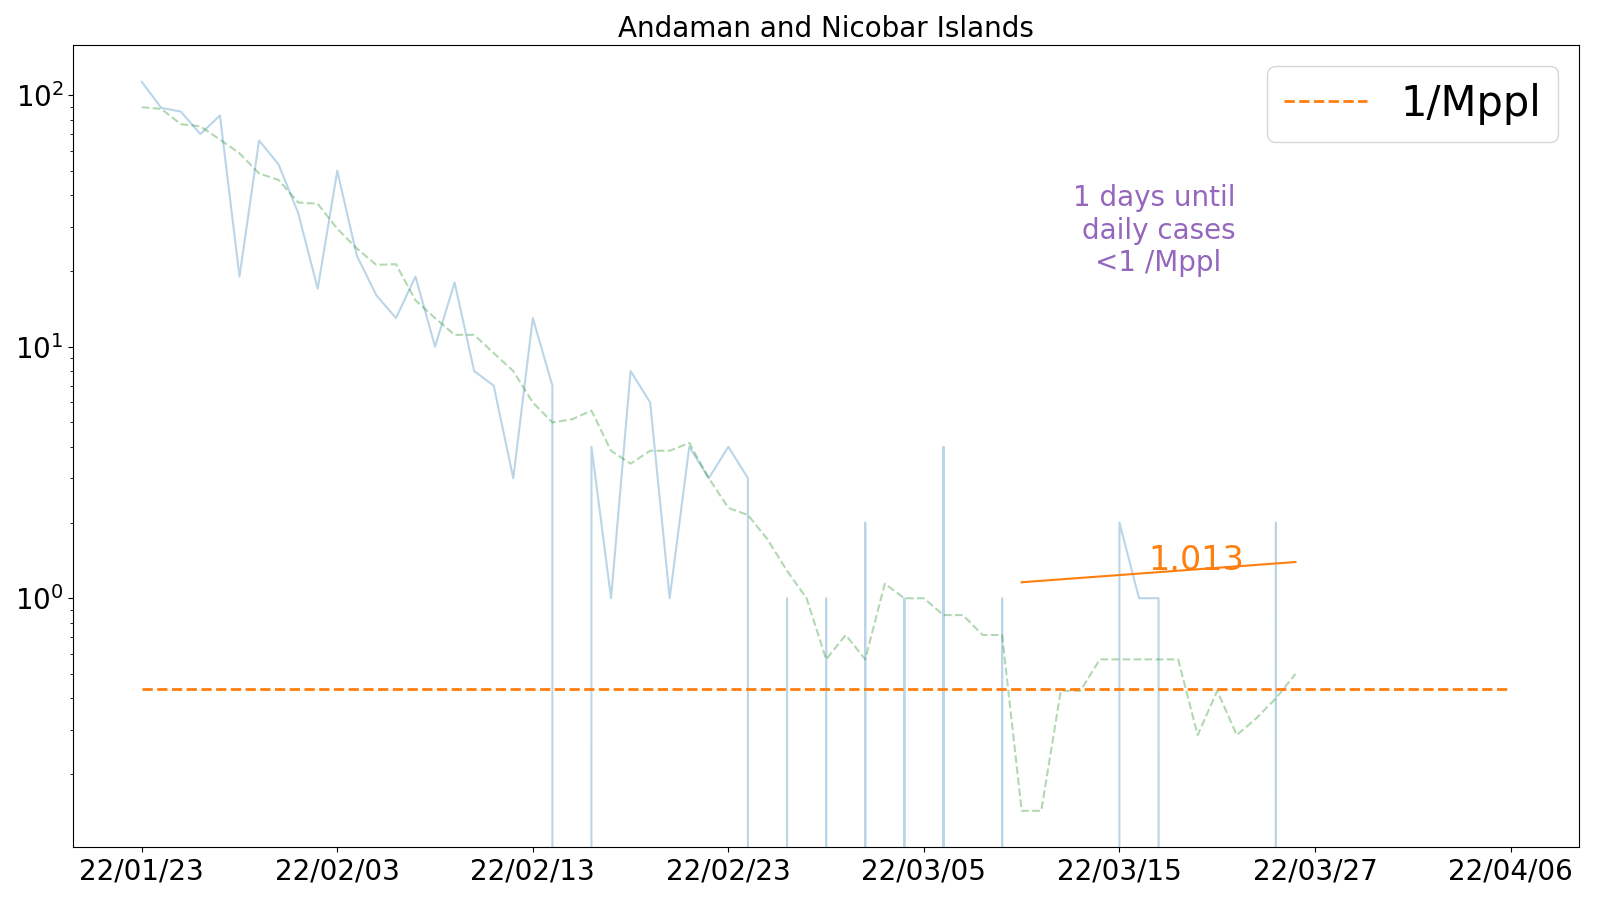 Andaman and Nicobar Islands
10²
10¹
10⁰
1/Mppl
1 days until
daily cases
<1 /Mppl
1.013
22/01/23
22/02/03
22/02/13
22/02/23
22/03/05
22/03/15
22/03/27
22/04/06